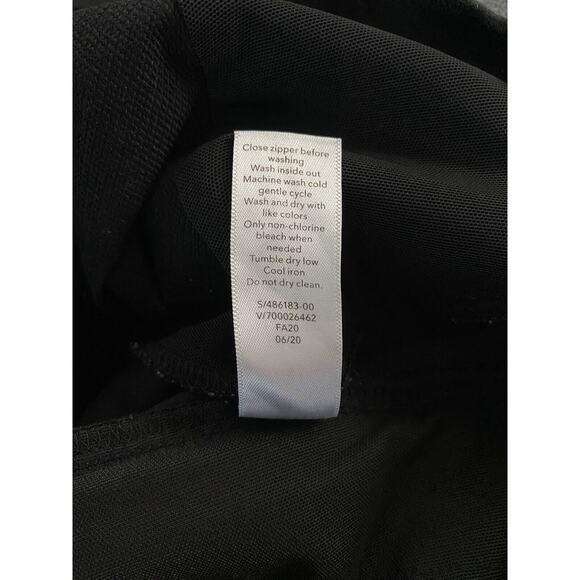 Close zipper before
washing
Wash inside out
Machine wash cold
gentle cycle
Wash and dry with
like colors
Only non-chlorine
bleach when
needed
Tumble dry low
Cool iron
Do not dry clean.
S/486183-00
V/700026462
FA20
06/20